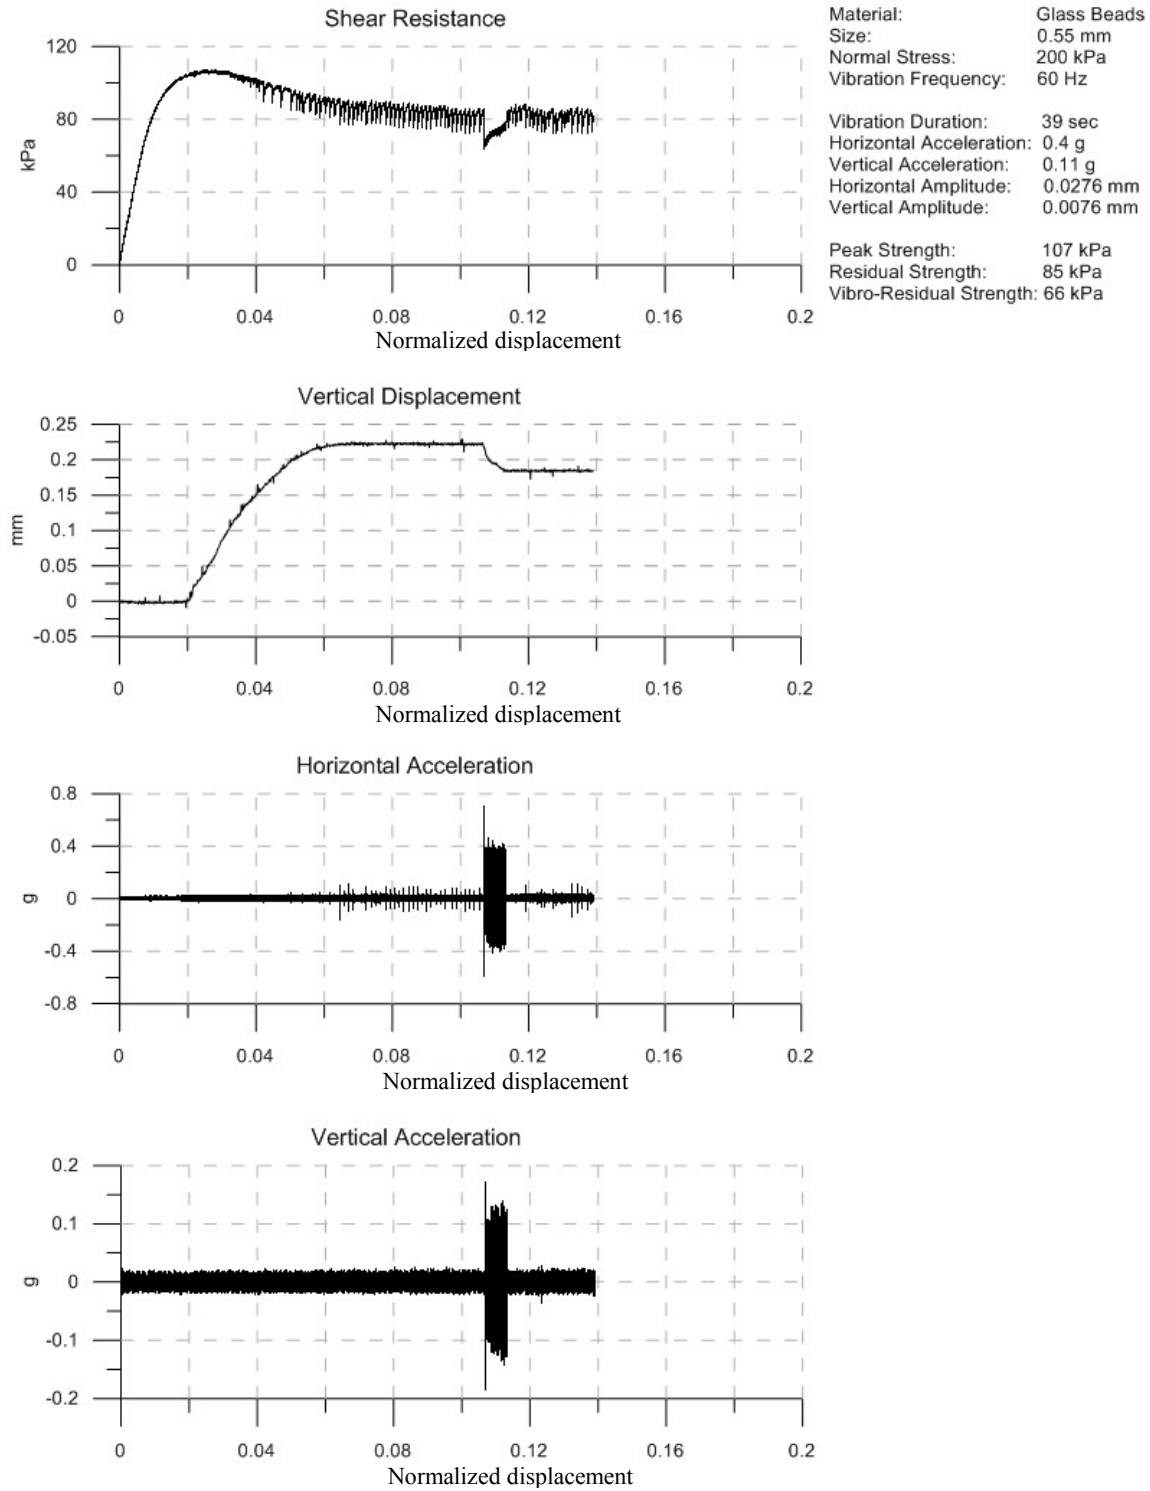 Shear Resistance
120
80
40
0
kPa
0 0.04 0.08 0.12 0.16 0.2
Normalized displacement
Material: Glass Beads
Size: 0.55 mm
Normal Stress: 200 kPa
Vibration Frequency: 60 Hz
Vibration Duration: 39 sec
Horizontal Acceleration: 0.4 g
Vertical Acceleration: 0.11 g
Horizontal Amplitude: 0.0276 mm
Vertical Amplitude: 0.0076 mm
Peak Strength: 107 kPa
Residual Strength: 85 kPa
Vibro-Residual Strength: 66 kPa
Vertical Displacement
0.25
0.2
0.15
0.1
0.05
0
-0.05
mm
0 0.04 0.08 0.12 0.16 0.2
Normalized displacement
Horizontal Acceleration
0.8
0.4
0
-0.4
-0.8
g
0 0.04 0.08 0.12 0.16 0.2
Normalized displacement
Vertical Acceleration
0.2
0.1
0
-0.1
-0.2
g
0 0.04 0.08 0.12 0.16 0.2
Normalized displacement